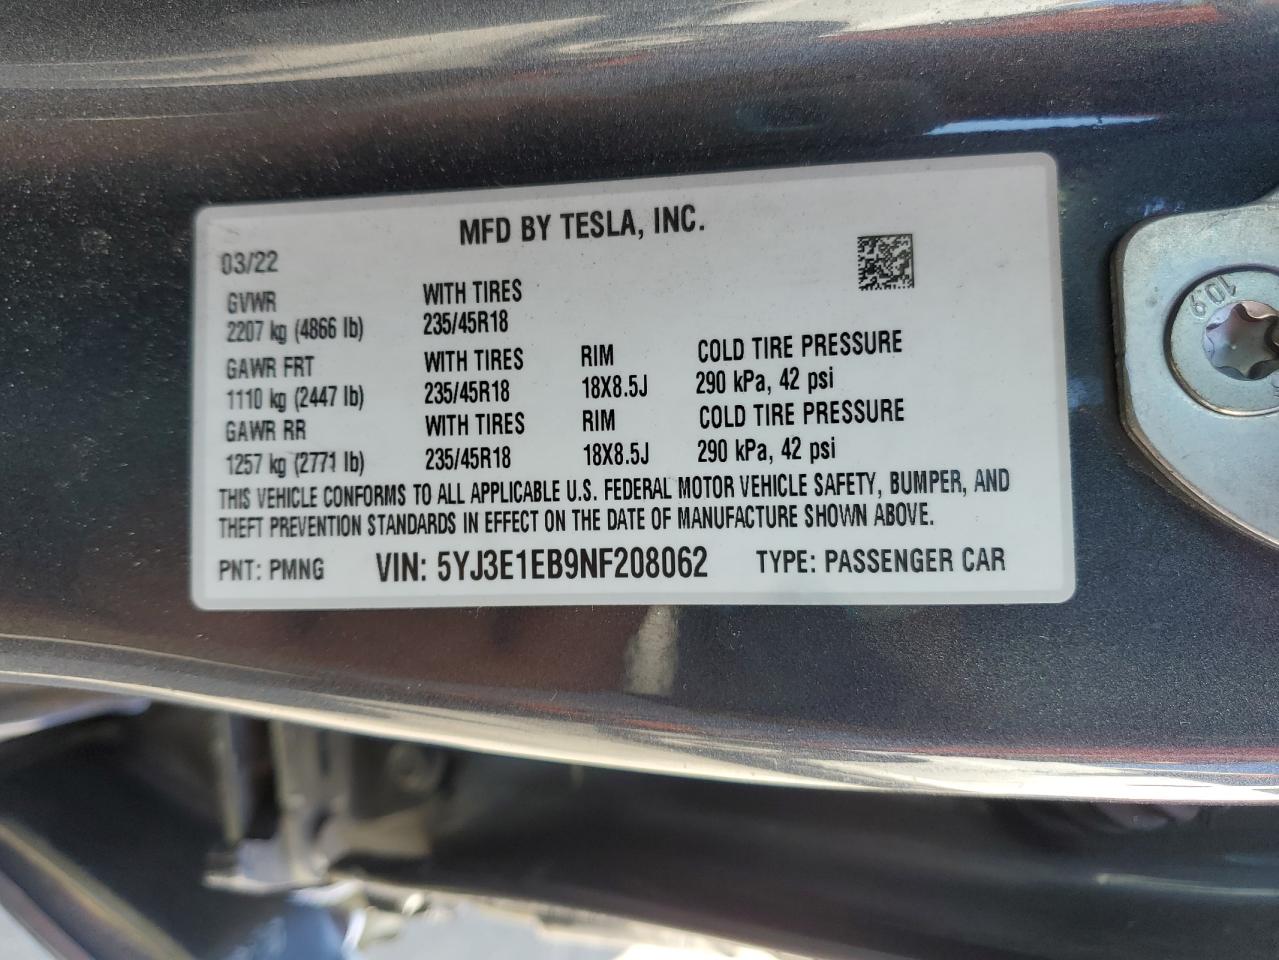 MFD BY TESLA, INC.
03/22
GVWR WITH TIRES
2207 kg (4866 lb) 235/45R18
GAWR FRT WITH TIRES RIM COLD TIRE PRESSURE
1110 kg (2447 lb) 235/45R18 18X8.5J 290 kPa, 42 psi
GAWR RR WITH TIRES RIM COLD TIRE PRESSURE
1257 kg (2771 lb) 235/45R18 18X8.5J 290 kPa, 42 psi
THIS VEHICLE CONFORMS TO ALL APPLICABLE U.S. FEDERAL MOTOR VEHICLE SAFETY, BUMPER, AND
THEFT PREVENTION STANDARDS IN EFFECT ON THE DATE OF MANUFACTURE SHOWN ABOVE.
PNT: PMNG VIN: 5YJ3E1EB9NF208062 TYPE: PASSENGER CAR
10.9